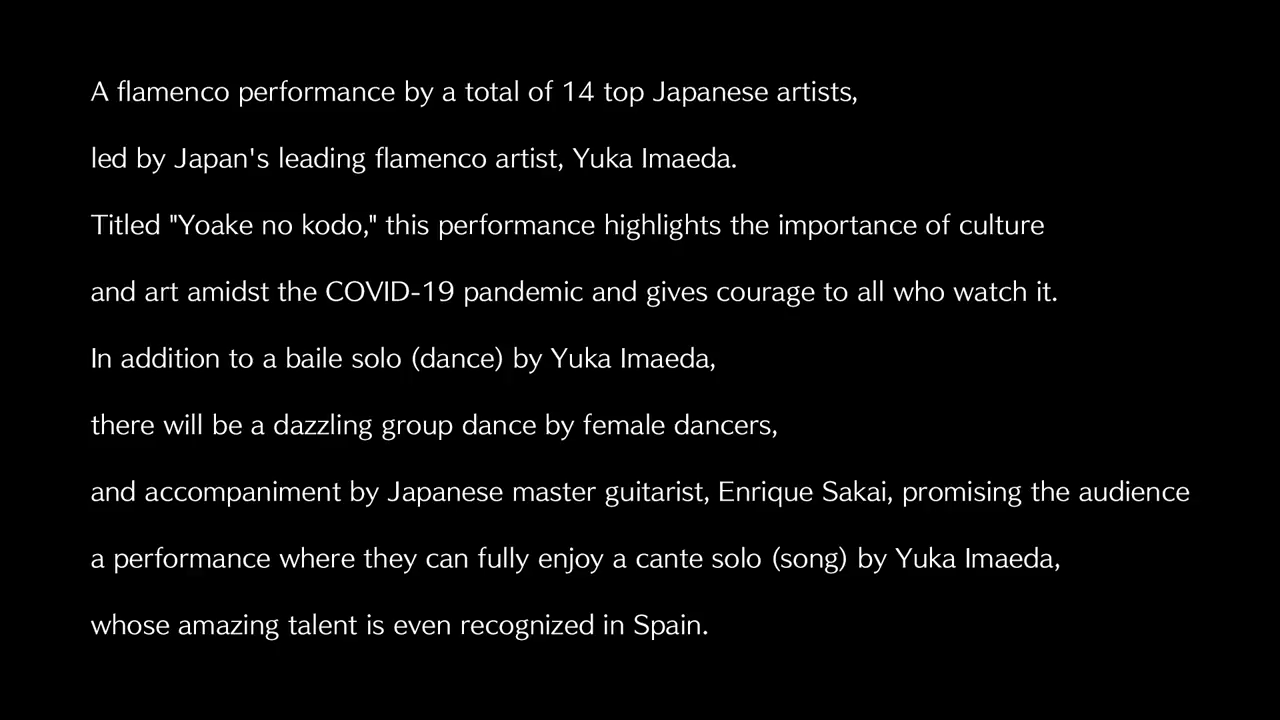 A flamenco performance by a total of 14 top Japanese artists,
led by Japan's leading flamenco artist, Yuka Imaeda.
Titled "Yoake no kodo," this performance highlights the importance of culture
and art amidst the COVID-19 pandemic and gives courage to all who watch it.
In addition to a baile solo (dance) by Yuka Imaeda,
there will be a dazzling group dance by female dancers,
and accompaniment by Japanese master guitarist, Enrique Sakai, promising the audience
a performance where they can fully enjoy a cante solo (song) by Yuka Imaeda,
whose amazing talent is even recognized in Spain.